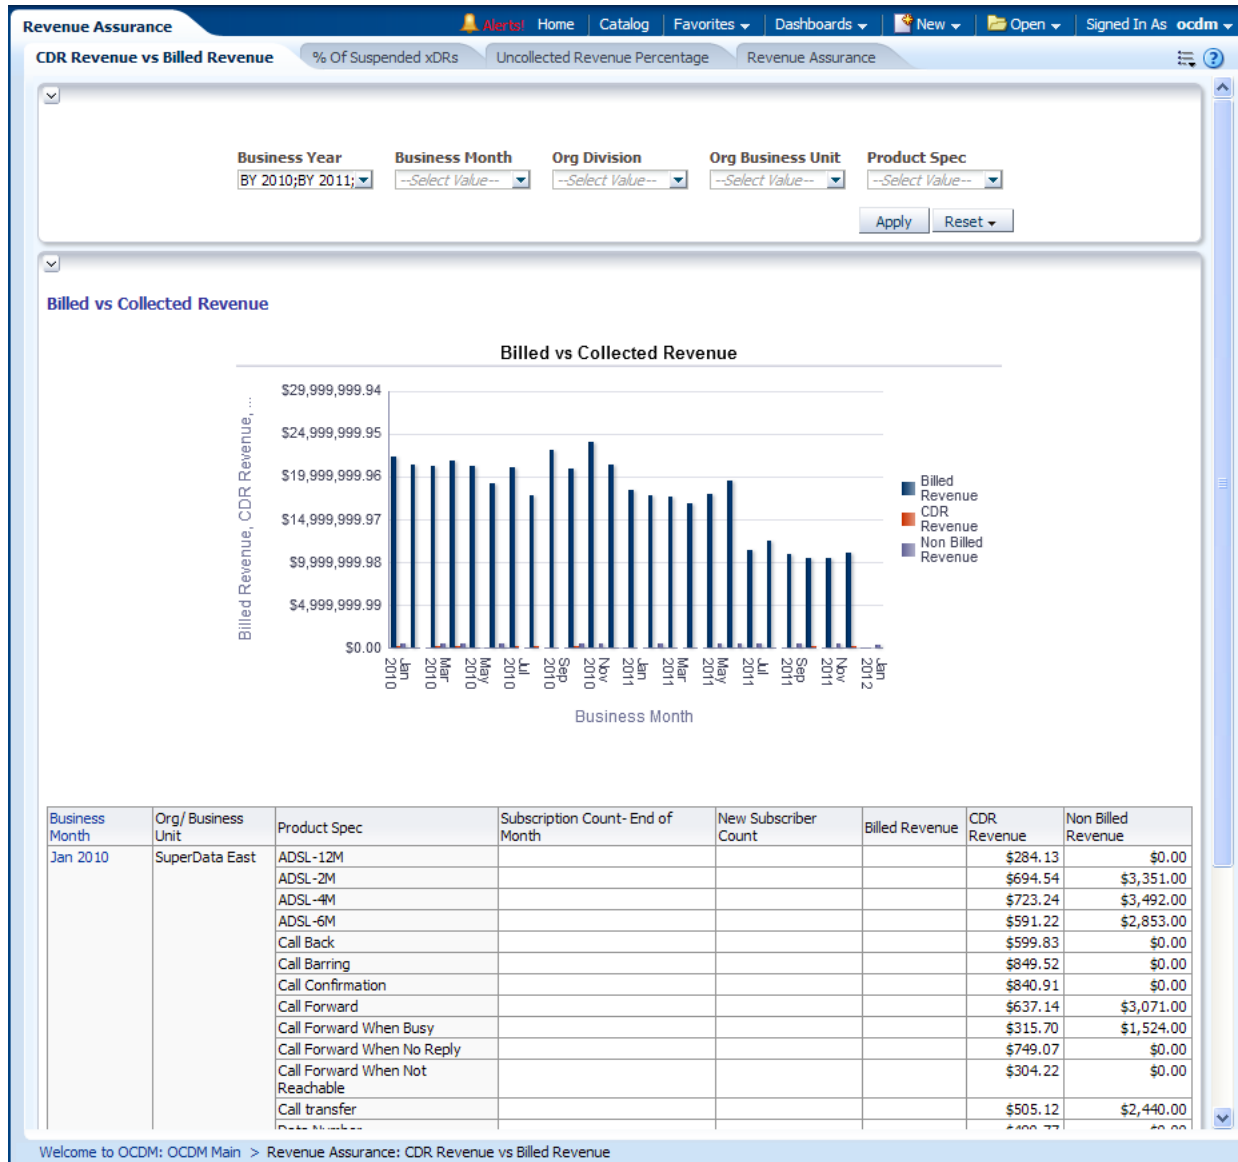 Revenue Assurance
Alerts! Home Catalog Favorites Dashboards New Open Signed In As ocdm
CDR Revenue vs Billed Revenue % Of Suspended xDRs Uncollected Revenue Percentage Revenue Assurance
Business Year Business Month Org Division Org Business Unit Product Spec
BY 2010;BY 2011; --Select Value-- --Select Value-- --Select Value-- --Select Value--
Apply Reset
Billed vs Collected Revenue
Billed vs Collected Revenue
Billed Revenue, CDR Revenue, ...
$29,999,999.94
$24,999,999.95
$19,999,999.96
$14,999,999.97
$9,999,999.98
$4,999,999.99
$0.00
Jan 2010
Mar 2010
May 2010
Jul 2010
Sep 2010
Nov 2010
Jan 2011
Mar 2011
May 2011
Jul 2011
Sep 2011
Nov 2011
Jan 2012
Business Month
Billed Revenue
CDR Revenue
Non Billed Revenue
Business Month Org/Business Unit Product Spec Subscription Count-End of Month New Subscriber Count Billed Revenue CDR Revenue Non Billed Revenue
Jan 2010 SuperData East ADSL-12M $284.13 $0.00
ADSL-2M $694.54 $3,351.00
ADSL-4M $723.24 $3,492.00
ADSL-6M $591.22 $2,853.00
Call Back $599.83 $0.00
Call Barring $849.52 $0.00
Call Confirmation $840.91 $0.00
Call Forward $637.14 $3,071.00
Call Forward When Busy $315.70 $1,524.00
Call Forward When No Reply $749.07 $0.00
Call Forward When Not Reachable $304.22 $0.00
Call transfer $505.12 $2,440.00
Welcome to OCDM: OCDM Main > Revenue Assurance: CDR Revenue vs Billed Revenue